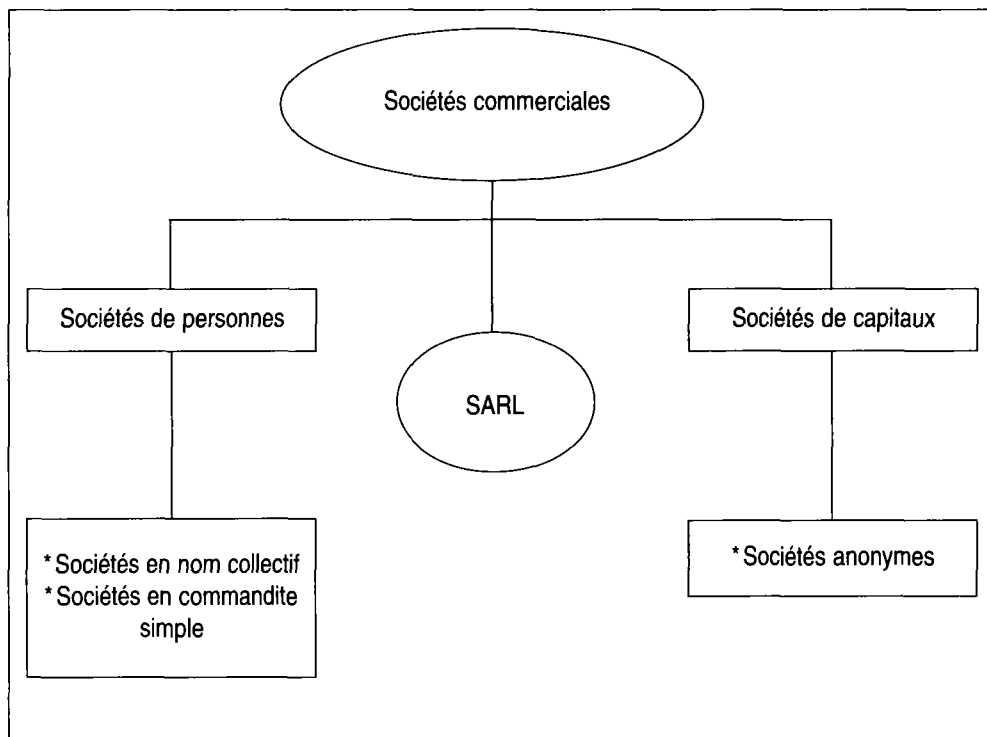 Sociétés commerciales
Sociétés de personnes
Sociétés de capitaux
SARL
* Sociétés en nom collectif
* Sociétés en commandite
simple
* Sociétés anonymes